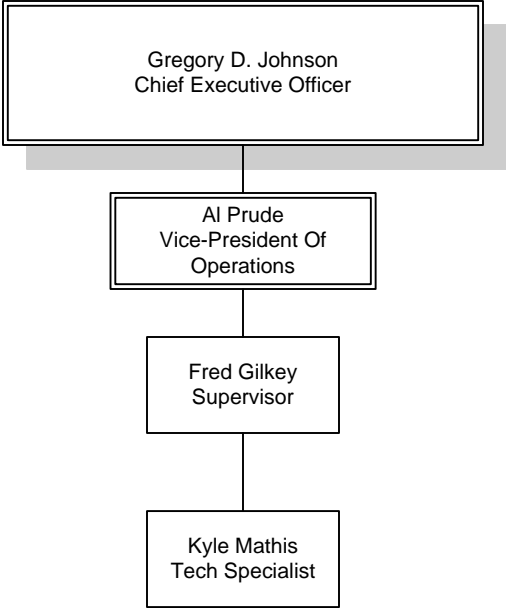 Gregory D. Johnson
Chief Executive Officer
Al Prude
Vice-President Of
Operations
Fred Gilkey
Supervisor
Kyle Mathis
Tech Specialist